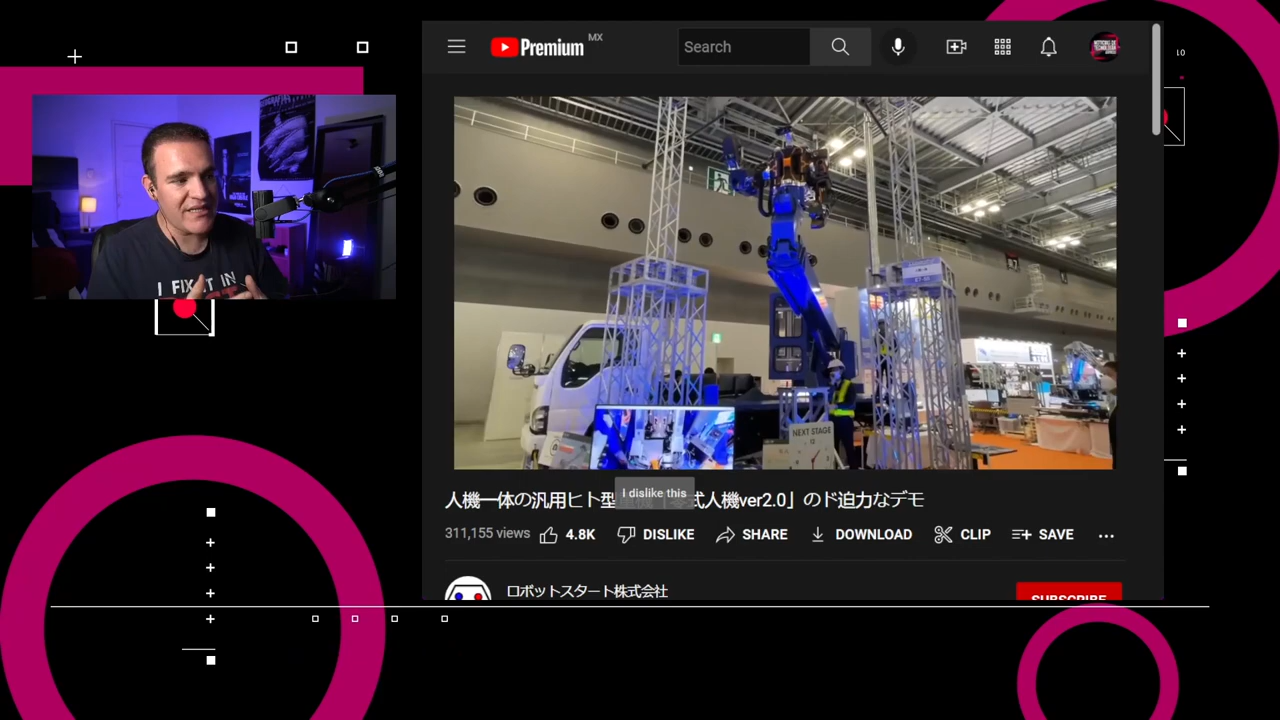 Premium MX
Search
10
I FIX IT IN
NEXT STAGE
I dislike this
人機一体の汎用ヒト型「零式人機ver2.0」のド迫力なデモ
311,155 views
4.8K
DISLIKE
SHARE
DOWNLOAD
CLIP
SAVE
ロボットスタート株式会社
SUBSCRIBE